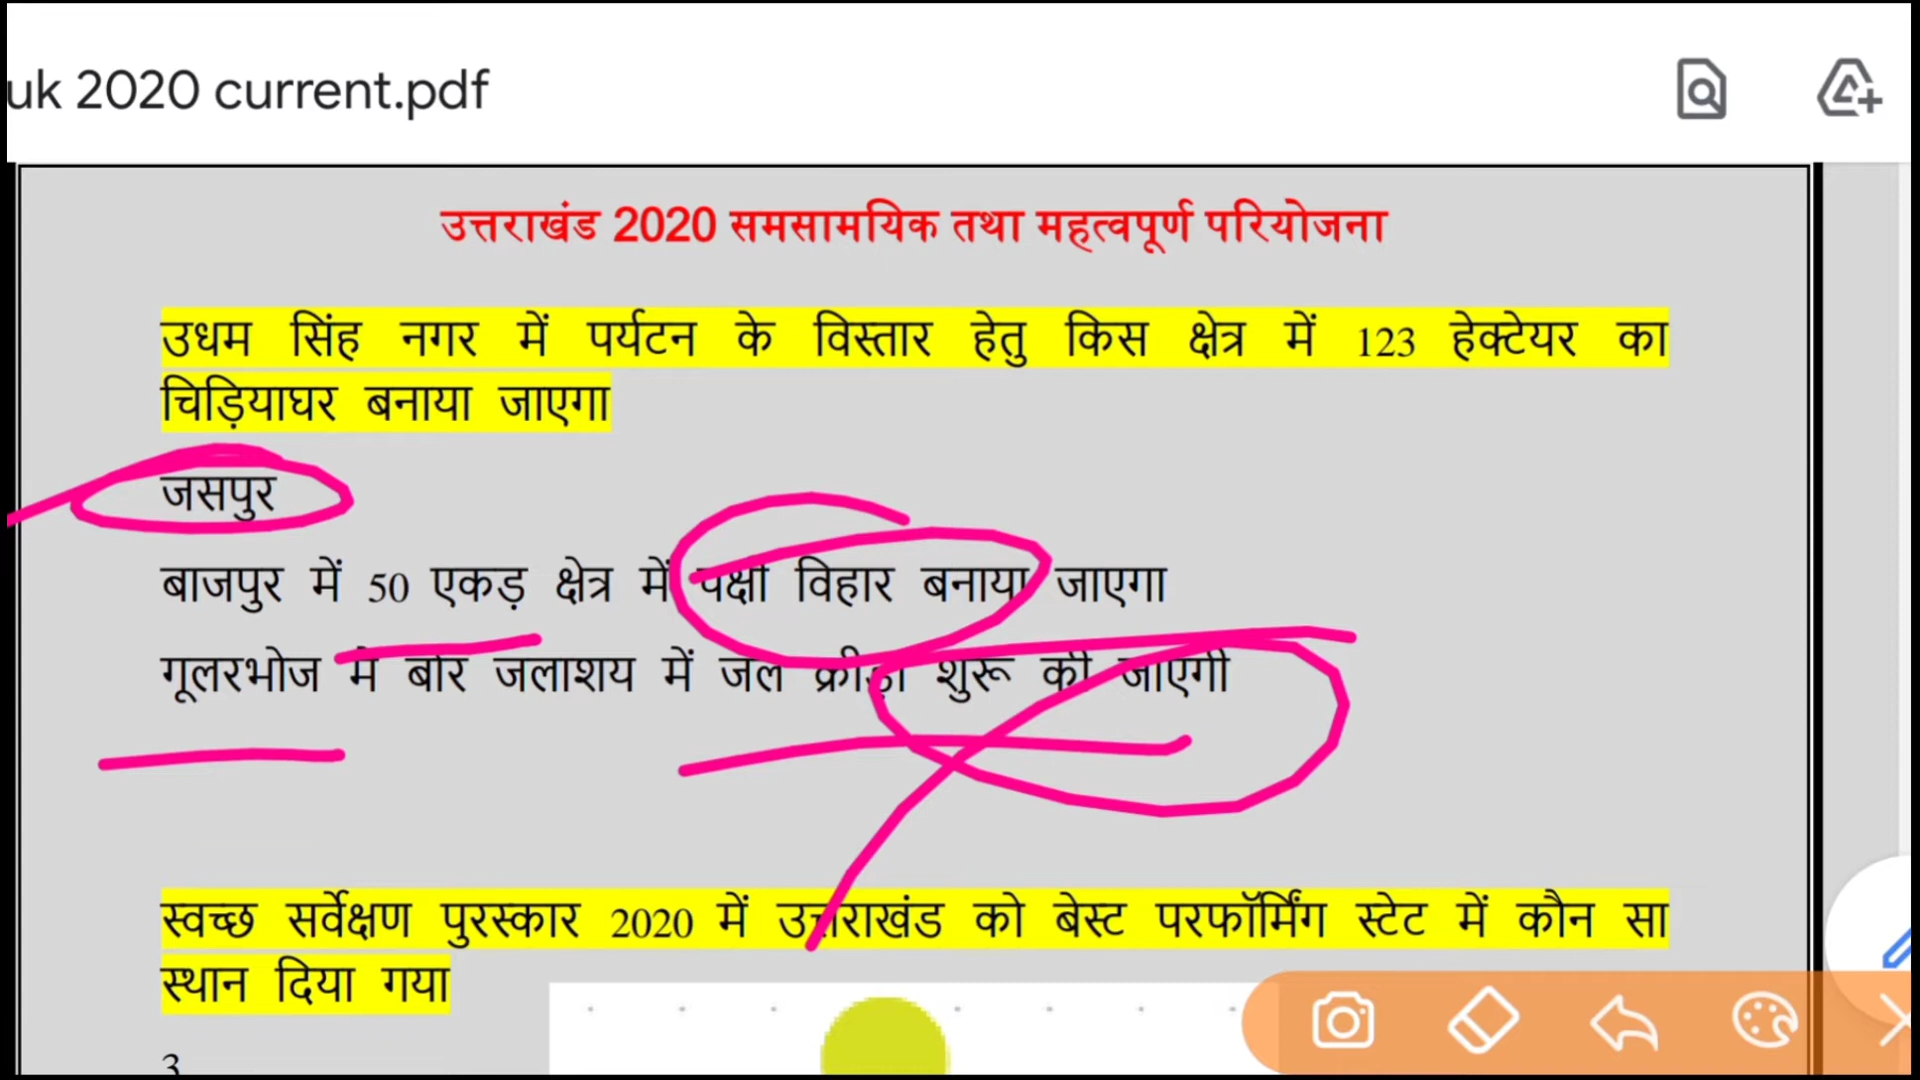 uk 2020 current.pdf
उत्तराखंड 2020 समसामयिक तथा महत्वपूर्ण परियोजना
उधम सिंह नगर में पर्यटन के विस्तार हेतु किस क्षेत्र में 123 हेक्टेयर का
चिड़ियाघर बनाया जाएगा
जसपुर
बाजपुर में 50 एकड़ क्षेत्र में पक्षी विहार बनाया जाएगा
गूलरभोज में बोर जलाशय में जल क्रीड़ा शुरू की जाएगी
स्वच्छ सर्वेक्षण पुरस्कार 2020 में उत्तराखंड को बेस्ट परफॉर्मिंग स्टेट में कौन सा
स्थान दिया गया
3